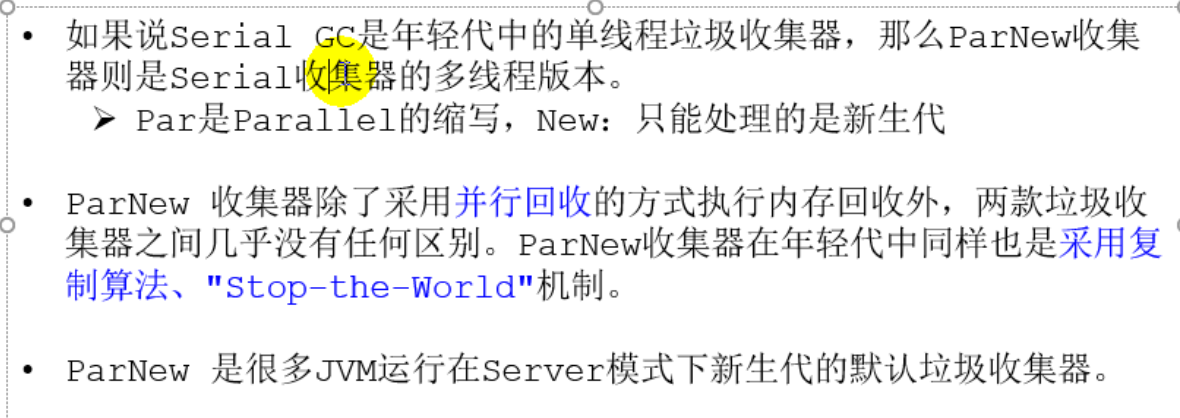 • 如果说Serial GC是年轻代中的单线程垃圾收集器，那么ParNew收集
器则是Serial收集器的多线程版本。
➢ Par是Parallel的缩写，New：只能处理的是新生代
• ParNew 收集器除了采用并行回收的方式执行内存回收外，两款垃圾收
集器之间几乎没有任何区别。ParNew收集器在年轻代中同样也是采用复
制算法、"Stop-the-World"机制。
• ParNew 是很多JVM运行在Server模式下新生代的默认垃圾收集器。